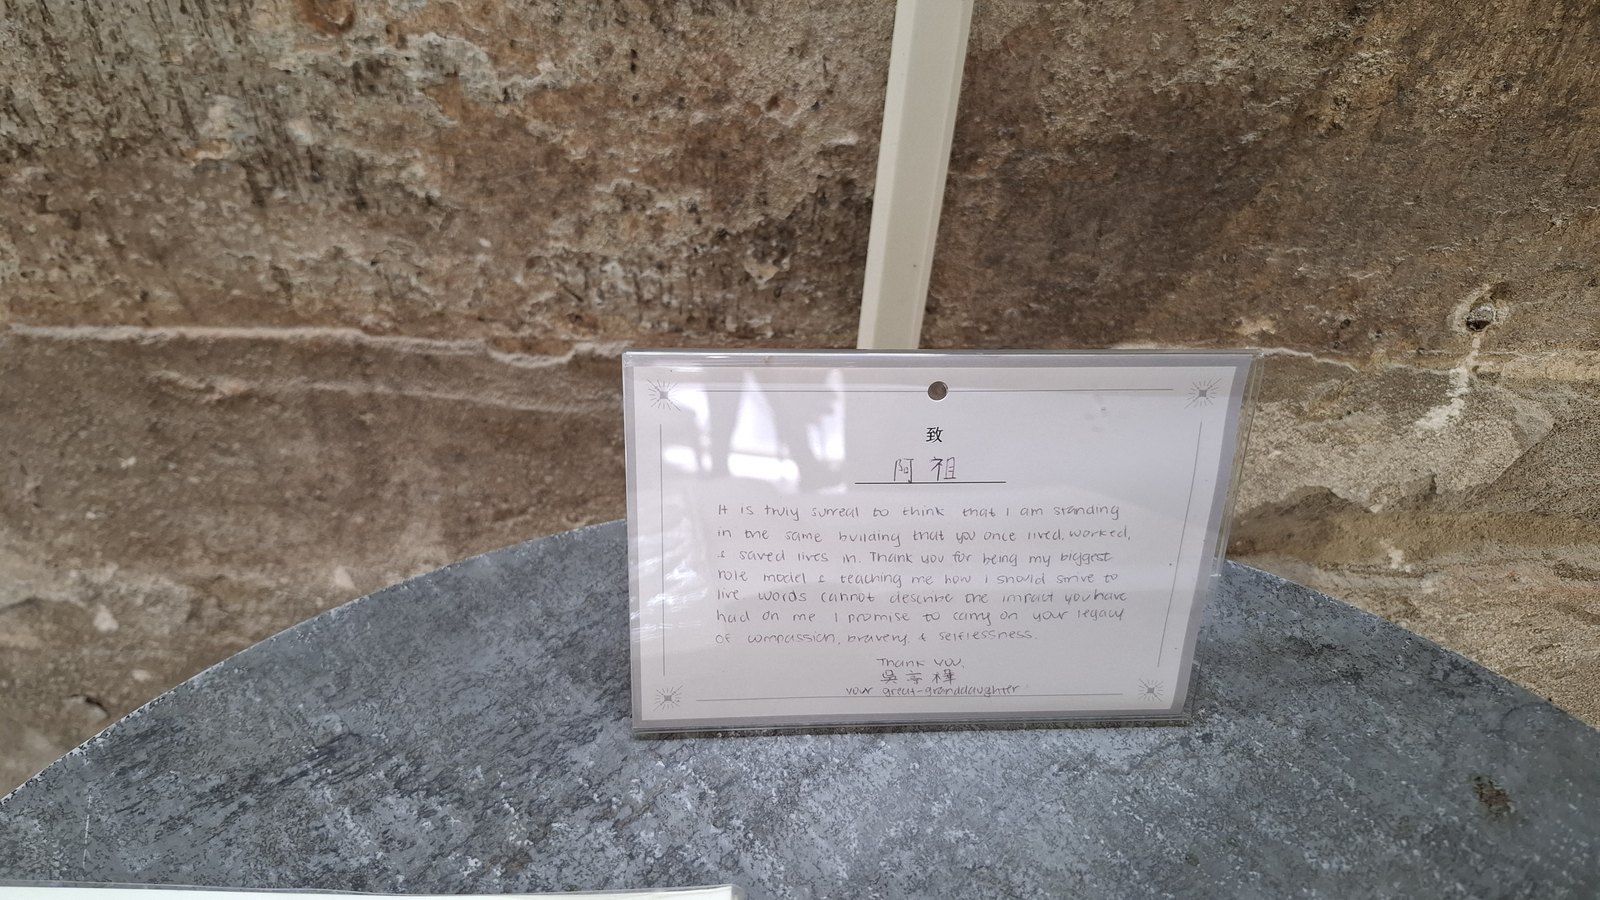 致
阿祖
It is truly surreal to think that I am standing
in the same building that you once lived, worked,
& saved lives in. Thank you for being my biggest
role model & teaching me how I should strive to
live. Words cannot describe the impact you have
had on me. I promise to carry on your legacy
of compassion, bravery, & selflessness.
Thank you,
吳亭樺
your great-granddaughter